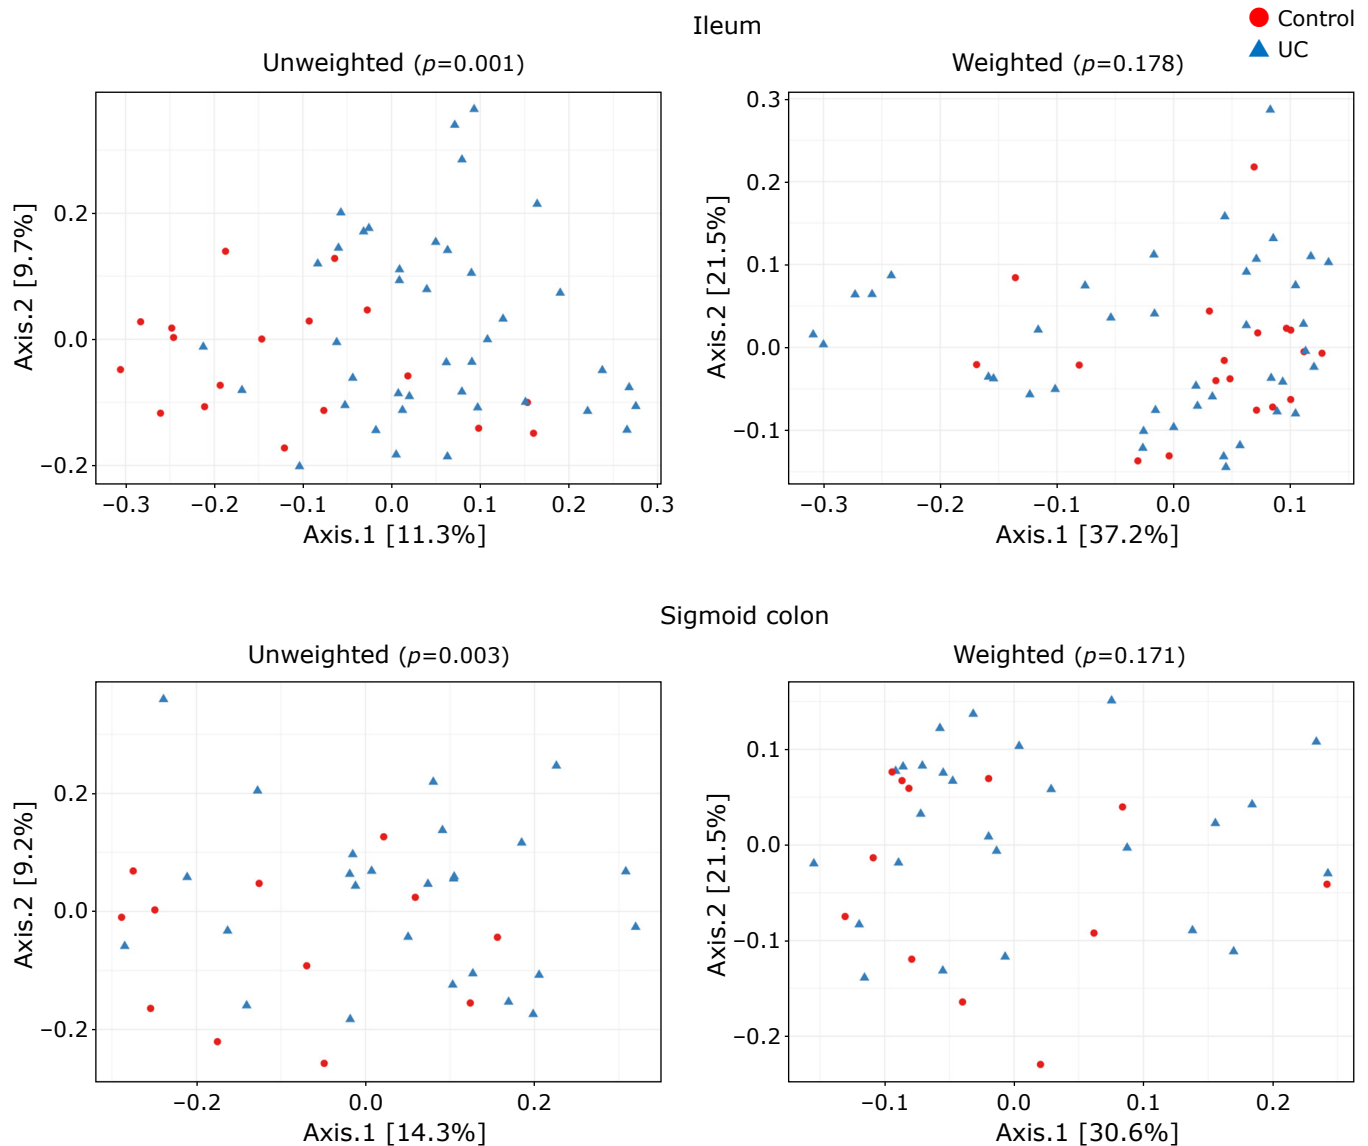 Ileum
Control
UC
Unweighted (p=0.001)
Axis.2 [9.7%]
0.2
0.0
−0.2
−0.3
−0.2
−0.1
0.0
0.1
0.2
0.3
Axis.1 [11.3%]
Weighted (p=0.178)
Axis.2 [21.5%]
0.3
0.2
0.1
0.0
−0.1
−0.3
−0.2
−0.1
0.0
0.1
Axis.1 [37.2%]
Sigmoid colon
Unweighted (p=0.003)
Axis.2 [9.2%]
0.2
0.0
−0.2
−0.2
0.0
0.2
Axis.1 [14.3%]
Weighted (p=0.171)
Axis.2 [21.5%]
0.1
0.0
−0.1
−0.2
−0.1
0.0
0.1
0.2
Axis.1 [30.6%]